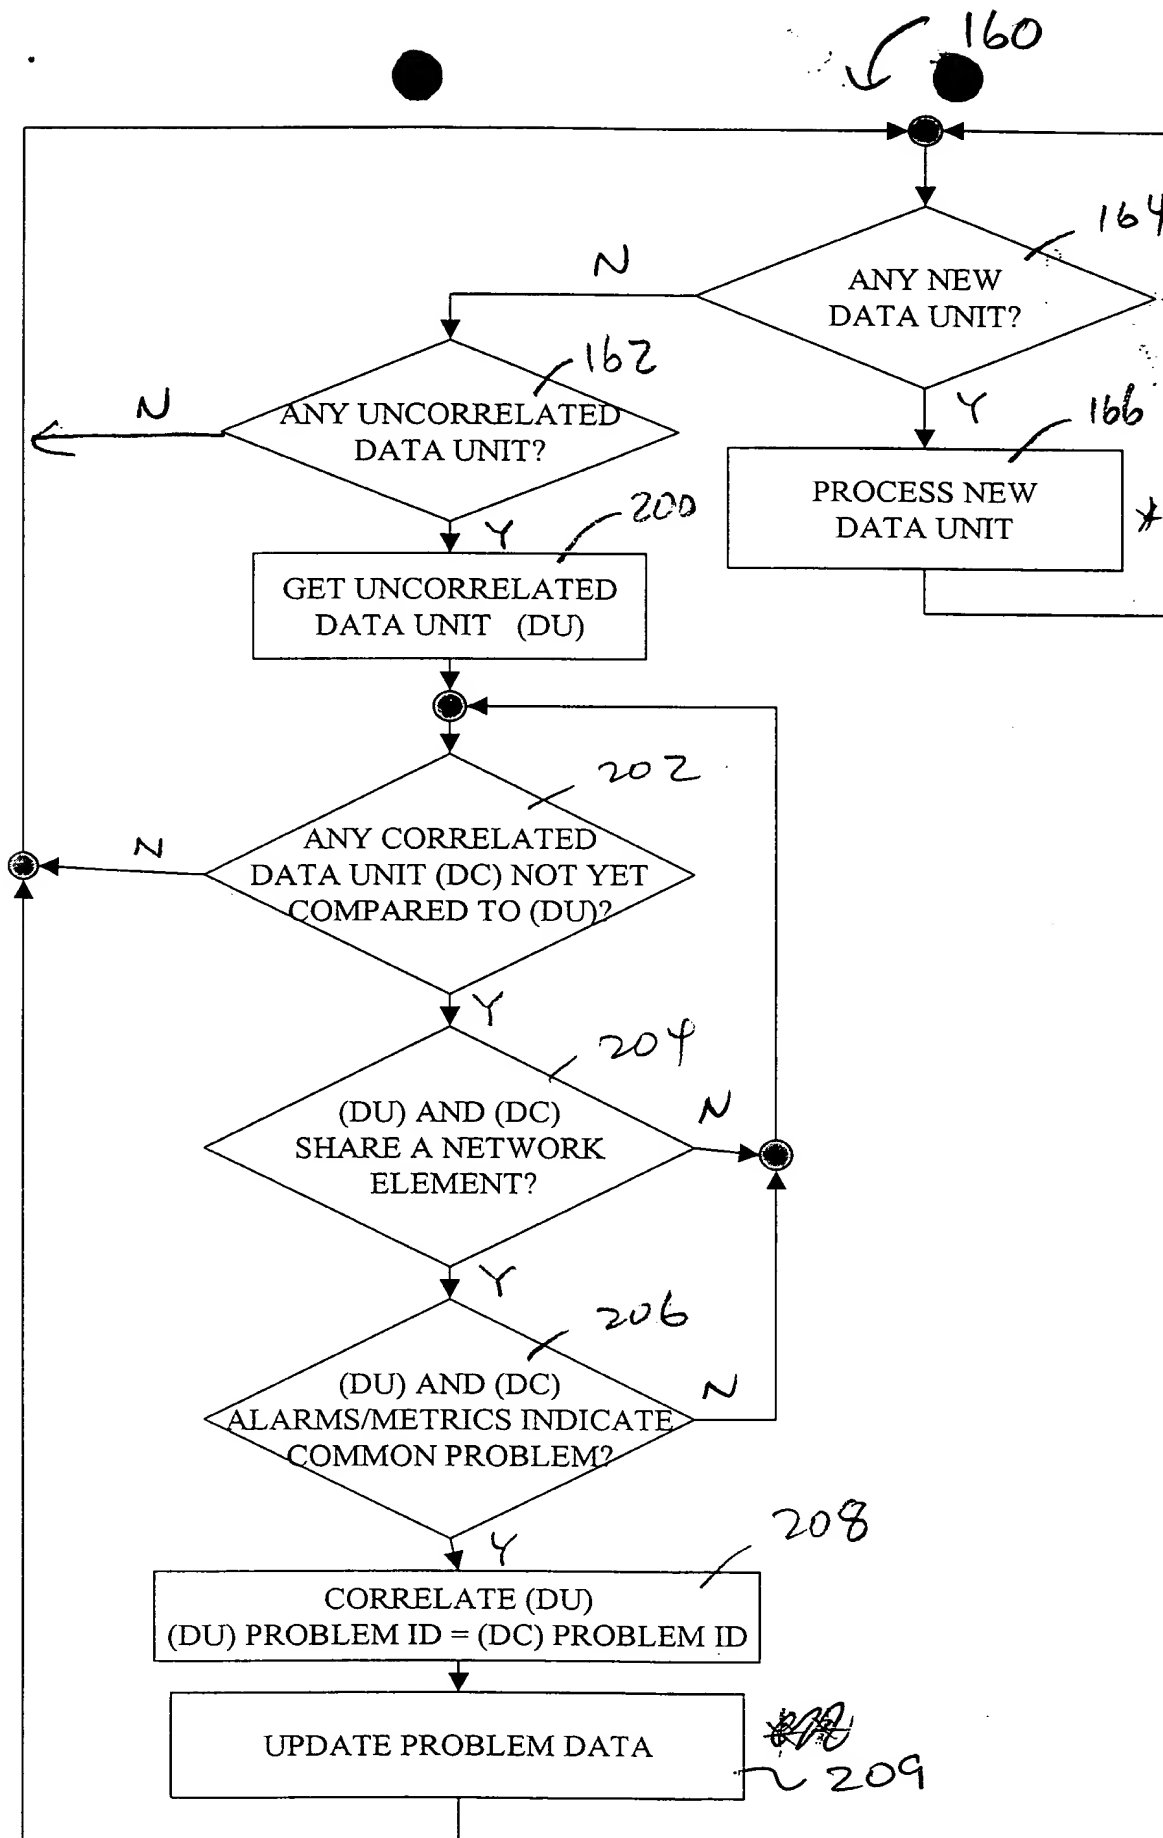 160
164
N
ANY NEW
DATA UNIT?
162
N
ANY UNCORRELATED
DATA UNIT?
Y
166
PROCESS NEW
DATA UNIT
*
200
Y
GET UNCORRELATED
DATA UNIT (DU)
202
N
ANY CORRELATED
DATA UNIT (DC) NOT YET
COMPARED TO (DU)?
Y
204
N
(DU) AND (DC)
SHARE A NETWORK
ELEMENT?
Y
206
N
(DU) AND (DC)
ALARMS/METRICS INDICATE
COMMON PROBLEM?
208
Y
CORRELATE (DU)
(DU) PROBLEM ID = (DC) PROBLEM ID
UPDATE PROBLEM DATA
209